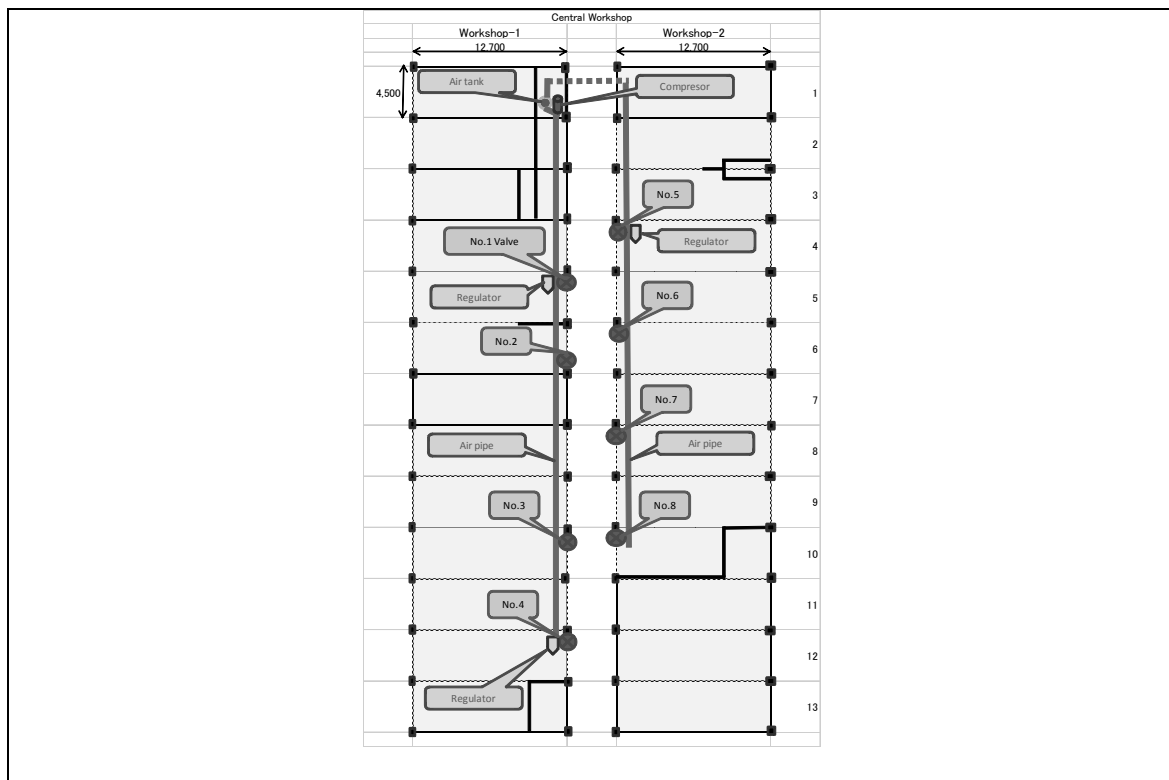 Central Workshop
Workshop-1 Workshop-2
12,700 12,700
Air tank Compresor 1
4,500
2
No.5 3
No.1 Valve Regulator 4
Regulator No.6 5
No.2 6
No.7 7
Air pipe Air pipe 8
No.3 No.8 9
10
No.4 11
12
Regulator 13